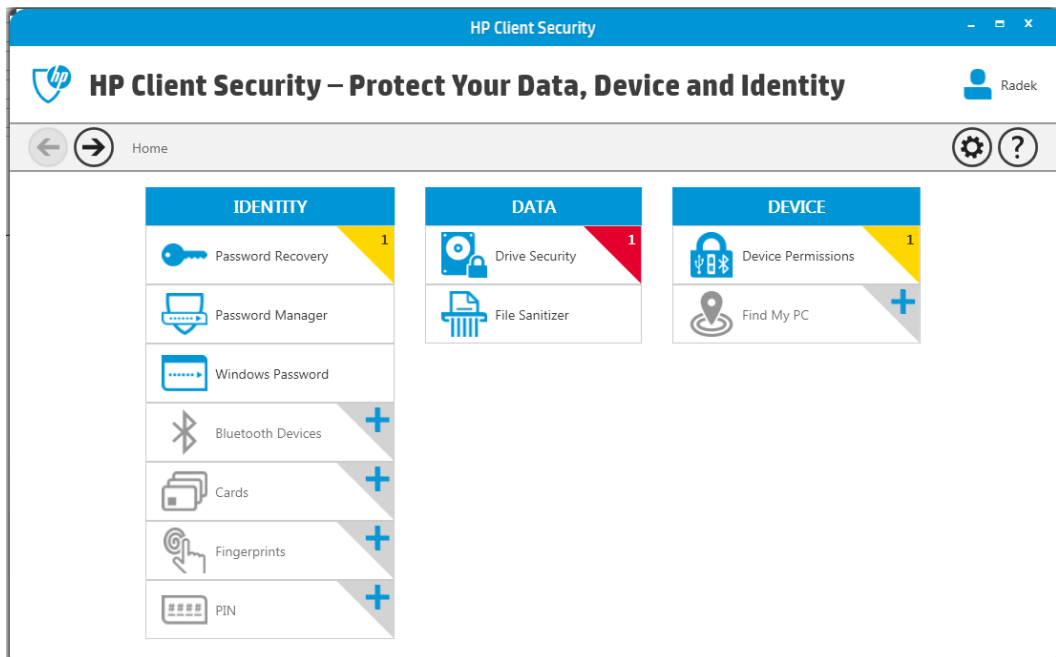 HP Client Security
hp HP Client Security – Protect Your Data, Device and Identity
Radek
Home
?
IDENTITY
Password Recovery
1
Password Manager
Windows Password
Bluetooth Devices
Cards
Fingerprints
####
PIN
DATA
Drive Security
1
File Sanitizer
DEVICE
Device Permissions
1
Find My PC